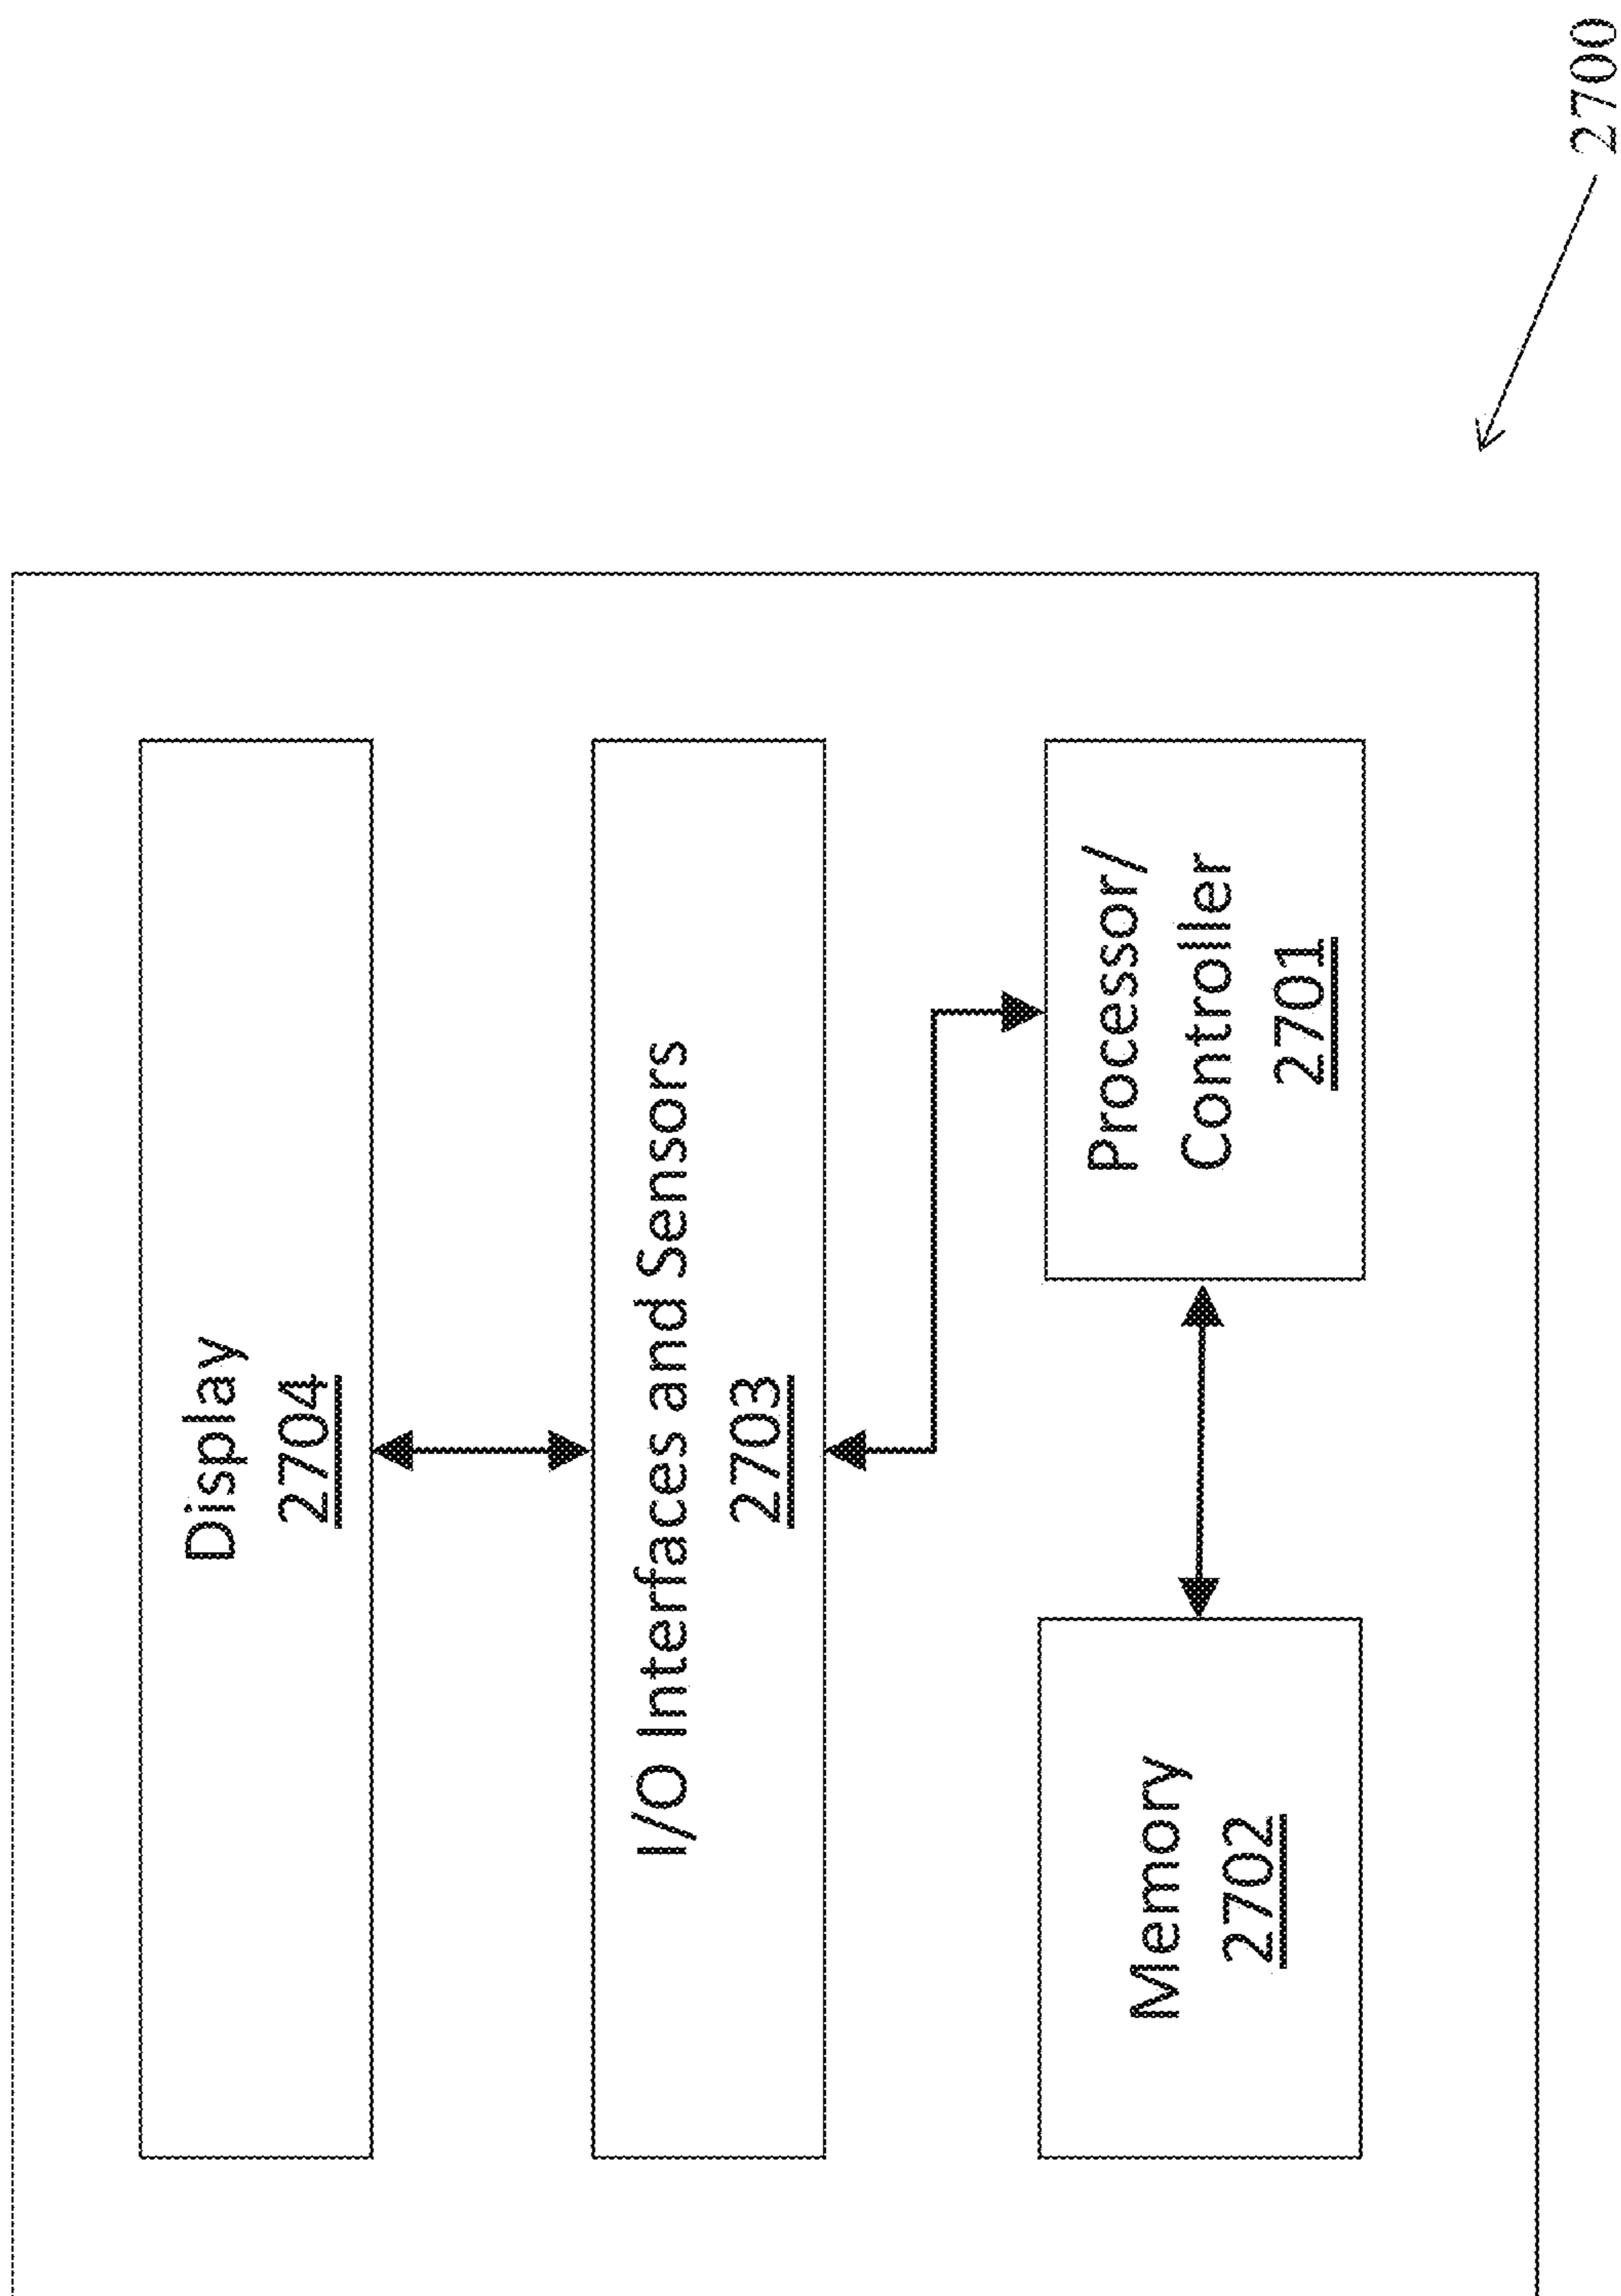 Display
2704
I/O Interfaces and Sensors
2703
Memory
2702
Processor/
Controller
2701
2700